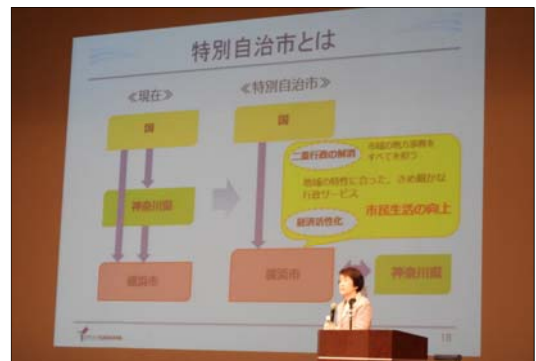 特別自治市とは
≪現在≫
≪特別自治市≫
国
国
二重行政の解消
市域の地方事務を
すべてを担う
地域の特性に合った、きめ細かな
行政サービス
市民生活の向上
経済活性化
神奈川県
横浜市
横浜市
神奈川県
18